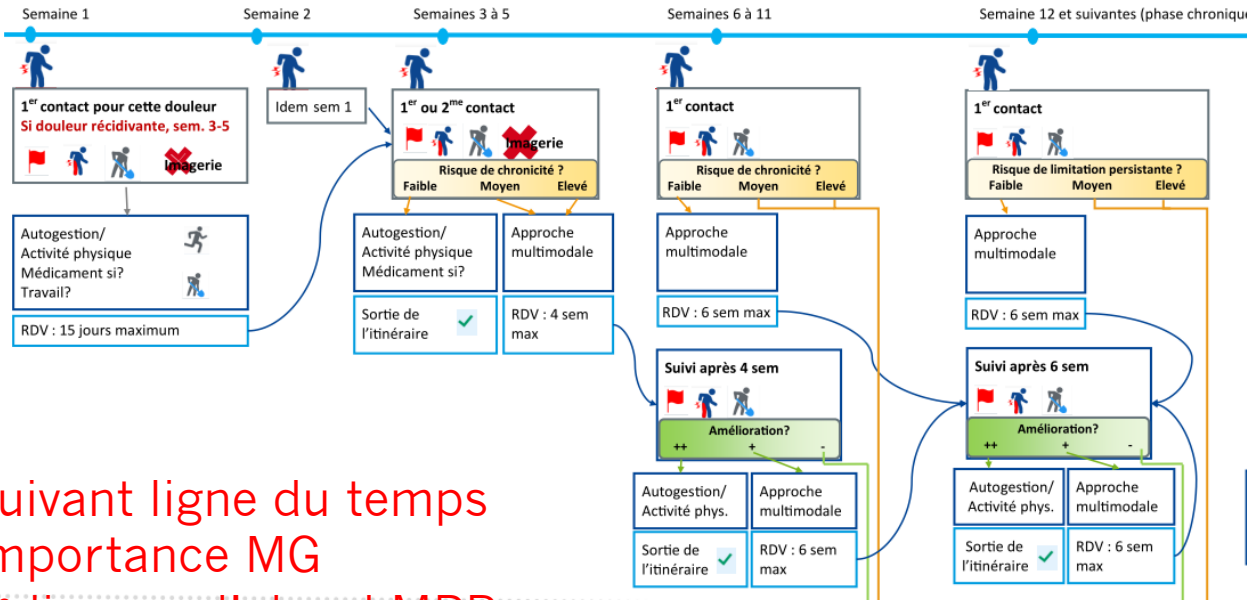 Semaine 1
Semaine 2
Semaines 3 à 5
Semaines 6 à 11
Semaine 12 et suivantes (phase chronique
1er contact pour cette douleur
Si douleur récidivante, sem. 3-5
Imagerie
Autogestion/
Activité physique
Médicament si?
Travail?
RDV : 15 jours maximum
Idem sem 1
1er ou 2me contact
Imagerie
Risque de chronicité ?
Faible Moyen Elevé
Autogestion/
Activité physique
Médicament si?
Sortie de
l'itinéraire
Approche
multimodale
RDV : 4 sem
max
1er contact
Risque de chronicité ?
Faible Moyen Elevé
Approche
multimodale
RDV : 6 sem max
Suivi après 4 sem
Amélioration?
++ + -
Autogestion/
Activité phys.
Sortie de
l'itinéraire
Approche
multimodale
RDV : 6 sem
max
1er contact
Risque de limitation persistante ?
Faible Moyen Elevé
Approche
multimodale
RDV : 6 sem max
Suivi après 6 sem
Amélioration?
++ + -
Autogestion/
Activité phys.
Sortie de
l'itinéraire
Approche
multimodale
RDV : 6 sem
max
uivant ligne du temps
mportance MG